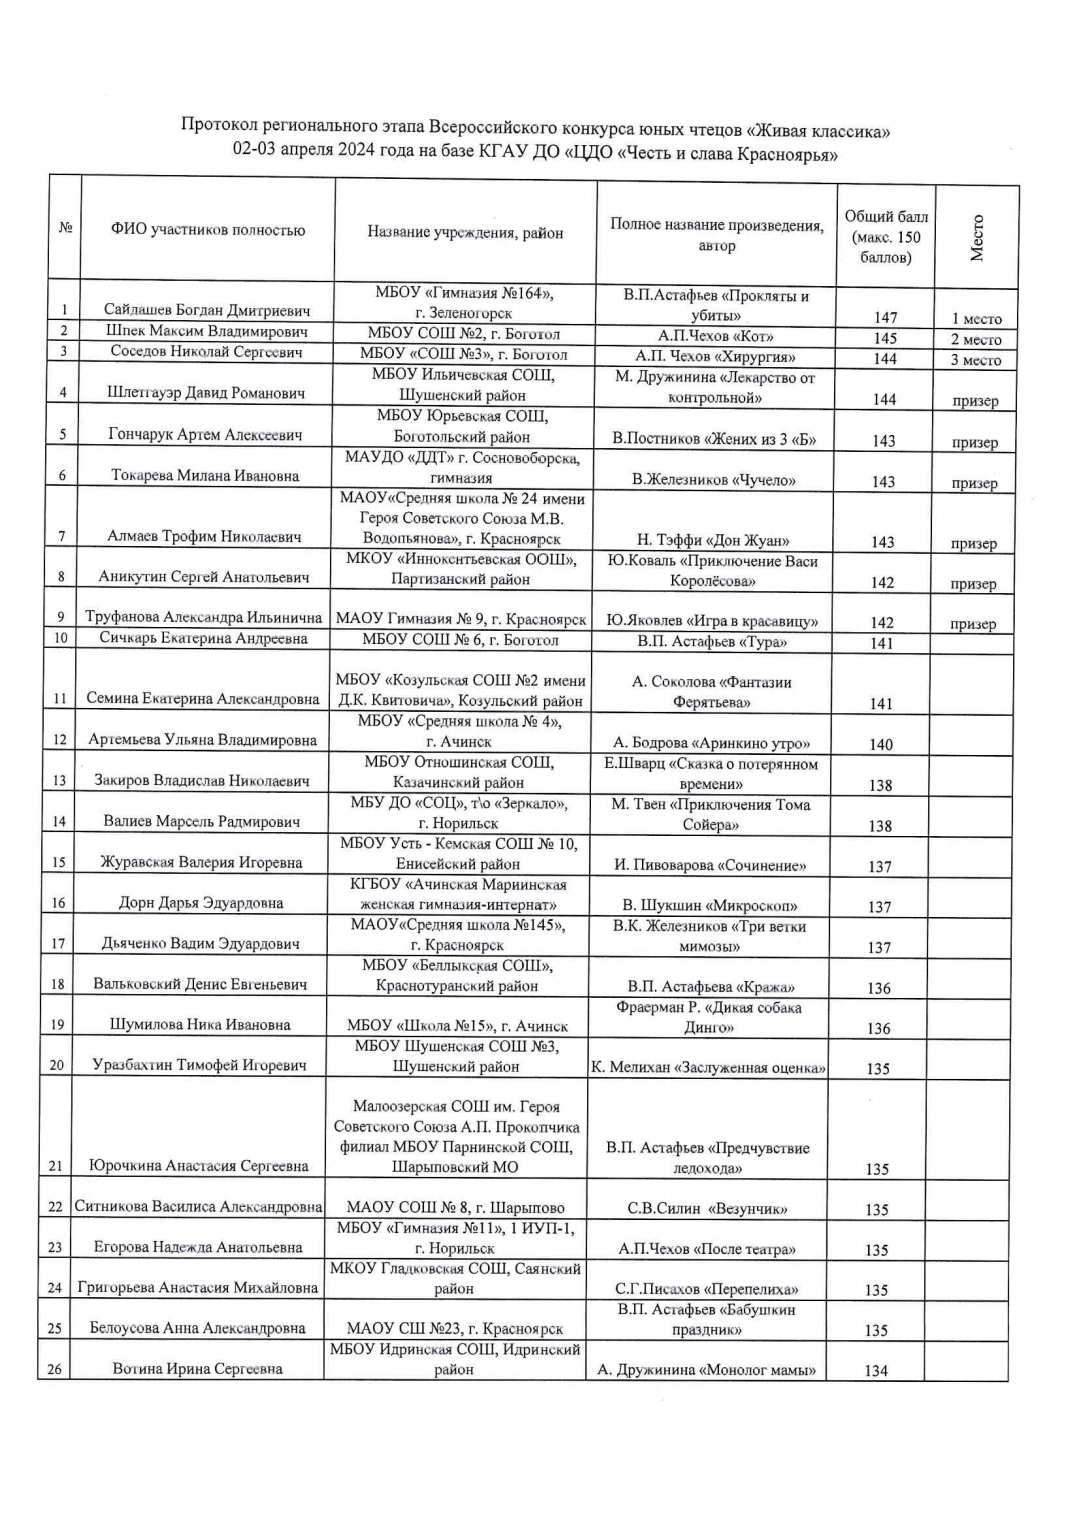 Протокол регионального этапа Всероссийского конкурса юных чтецов «Живая классика»
02-03 апреля 2024 года на базе КГАУ ДО «ЦДО «Честь и слава Красноярья»
№ ФИО участников полностью Название учреждения, район Полное название произведения, автор Общий балл (макс. 150 баллов) Место
1 Сайдашев Богдан Дмитриевич МБОУ «Гимназия №164», г. Зеленогорск В.П.Астафьев «Прокляты и убиты» 147 1 место
2 Шпек Максим Владимирович МБОУ СОШ №2, г. Боготол А.П.Чехов «Кот» 145 2 место
3 Соседов Николай Сергеевич МБОУ «СОШ №3», г. Боготол А.П. Чехов «Хирургия» 144 3 место
4 Шлетгауэр Давид Романович МБОУ Ильичевская СОШ, Шушенский район М. Дружинина «Лекарство от контрольной» 144 призер
5 Гончарук Артем Алексеевич МБОУ Юрьевская СОШ, Боготольский район В.Постников «Жених из 3 «Б» 143 призер
6 Токарева Милана Ивановна МАУДО «ДДТ» г. Сосновоборска, гимназия В.Железников «Чучело» 143 призер
7 Алмаев Трофим Николаевич МАОУ«Средняя школа № 24 имени Героя Советского Союза М.В. Водопьянова», г. Красноярск Н. Тэффи «Дон Жуан» 143 призер
8 Аникутин Сергей Анатольевич МКОУ «Иннокентьевская ООШ», Партизанский район Ю.Коваль «Приключение Васи Королёсова» 142 призер
9 Труфанова Александра Ильинична МАОУ Гимназия № 9, г. Красноярск Ю.Яковлев «Игра в красавицу» 142 призер
10 Сичкарь Екатерина Андреевна МБОУ СОШ № 6, г. Боготол В.П. Астафьев «Тура» 141
11 Семина Екатерина Александровна МБОУ «Козульская СОШ №2 имени Д.К. Квитовича», Козульский район А. Соколова «Фантазии Ферятьева» 141
12 Артемьева Ульяна Владимировна МБОУ «Средняя школа № 4», г. Ачинск А. Бодрова «Аринкино утро» 140
13 Закиров Владислав Николаевич МБОУ Отношинская СОШ, Казачинский район Е.Шварц «Сказка о потерянном времени» 138
14 Валиев Марсель Радмирович МБУ ДО «СОЦ», т\о «Зеркало», г. Норильск М. Твен «Приключения Тома Сойера» 138
15 Журавская Валерия Игоревна МБОУ Усть - Кемская СОШ № 10, Енисейский район И. Пивоварова «Сочинение» 137
16 Дорн Дарья Эдуардовна КГБОУ «Ачинская Мариинская женская гимназия-интернат» В. Шукшин «Микроскоп» 137
17 Дьяченко Вадим Эдуардович МАОУ«Средняя школа №145», г. Красноярск В.К. Железников «Три ветки мимозы» 137
18 Вальковский Денис Евгеньевич МБОУ «Беллыкская СОШ», Краснотуранский район В.П. Астафьева «Кража» 136
19 Шумилова Ника Ивановна МБОУ «Школа №15», г. Ачинск Фраерман Р. «Дикая собака Динго» 136
20 Уразбахтин Тимофей Игоревич МБОУ Шушенская СОШ №3, Шушенский район К. Мелихан «Заслуженная оценка» 135
21 Юрочкина Анастасия Сергеевна Малоозерская СОШ им. Героя Советского Союза А.П. Прокопчика филиал МБОУ Парнинской СОШ, Шарыповский МО В.П. Астафьев «Предчувствие ледохода» 135
22 Ситникова Василиса Александровна МАОУ СОШ № 8, г. Шарыпово С.В.Силин «Везунчик» 135
23 Егорова Надежда Анатольевна МБОУ «Гимназия №11», 1 ИУП-1, г. Норильск А.П.Чехов «После театра» 135
24 Григорьева Анастасия Михайловна МКОУ Гладковская СОШ, Саянский район С.Г.Писахов «Перепелиха» 135
25 Белоусова Анна Александровна МАОУ СШ №23, г. Красноярск В.П. Астафьев «Бабушкин праздник» 135
26 Вотина Ирина Сергеевна МБОУ Идринская СОШ, Идринский район А. Дружинина «Монолог мамы» 134